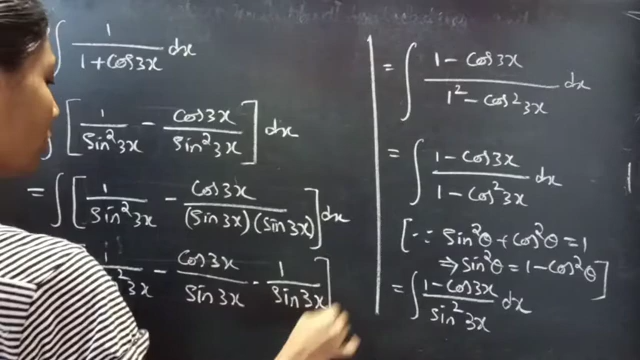 ∫ 1/(1 + cos 3x) dx
∫ [1/sin²3x − cos 3x/sin²3x] dx
= ∫ [1/sin²3x − cos 3x/((sin 3x)(sin 3x))] dx
1/sin²3x − cos 3x/sin 3x · 1/sin 3x]
= ∫ (1 − cos 3x)/(1² − cos²3x) dx
= ∫ (1 − cos 3x)/(1 − cos²3x) dx
[∵ sin²θ + cos²θ = 1
⇒ sin²θ = 1 − cos²θ]
= ∫ (1 − cos 3x)/sin²3x dx